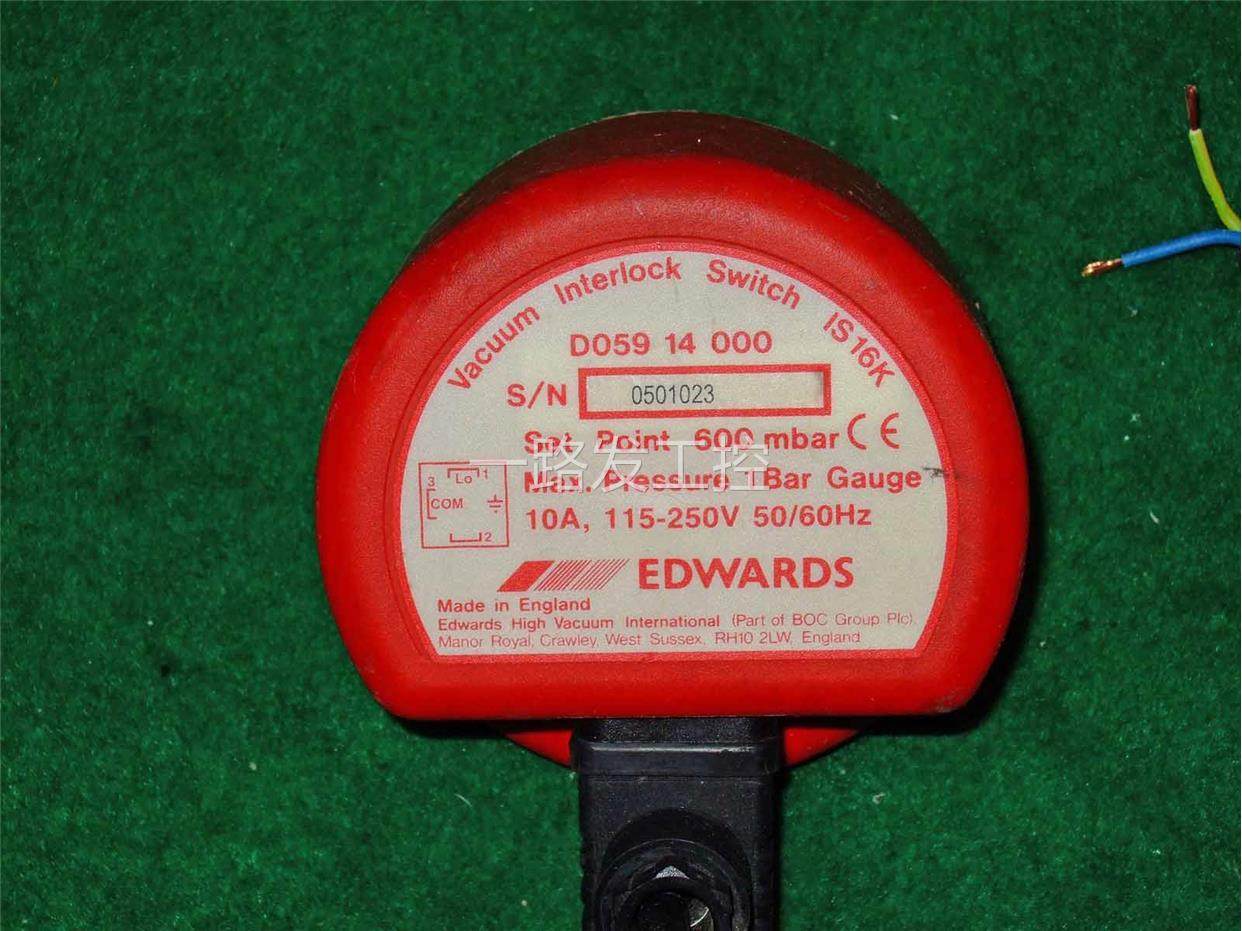 Vacuum Interlock Switch IS16K
D059 14 000
S/N 0501023
Set Point 600 mbar CE
一路发工控
Max. Pressure 1 Bar Gauge
10A, 115-250V 50/60Hz
3 Lo 1
COM
2
EDWARDS
Made in England
Edwards High Vacuum International (Part of BOC Group Plc)
Manor Royal, Crawley, West Sussex, RH10 2LW, England